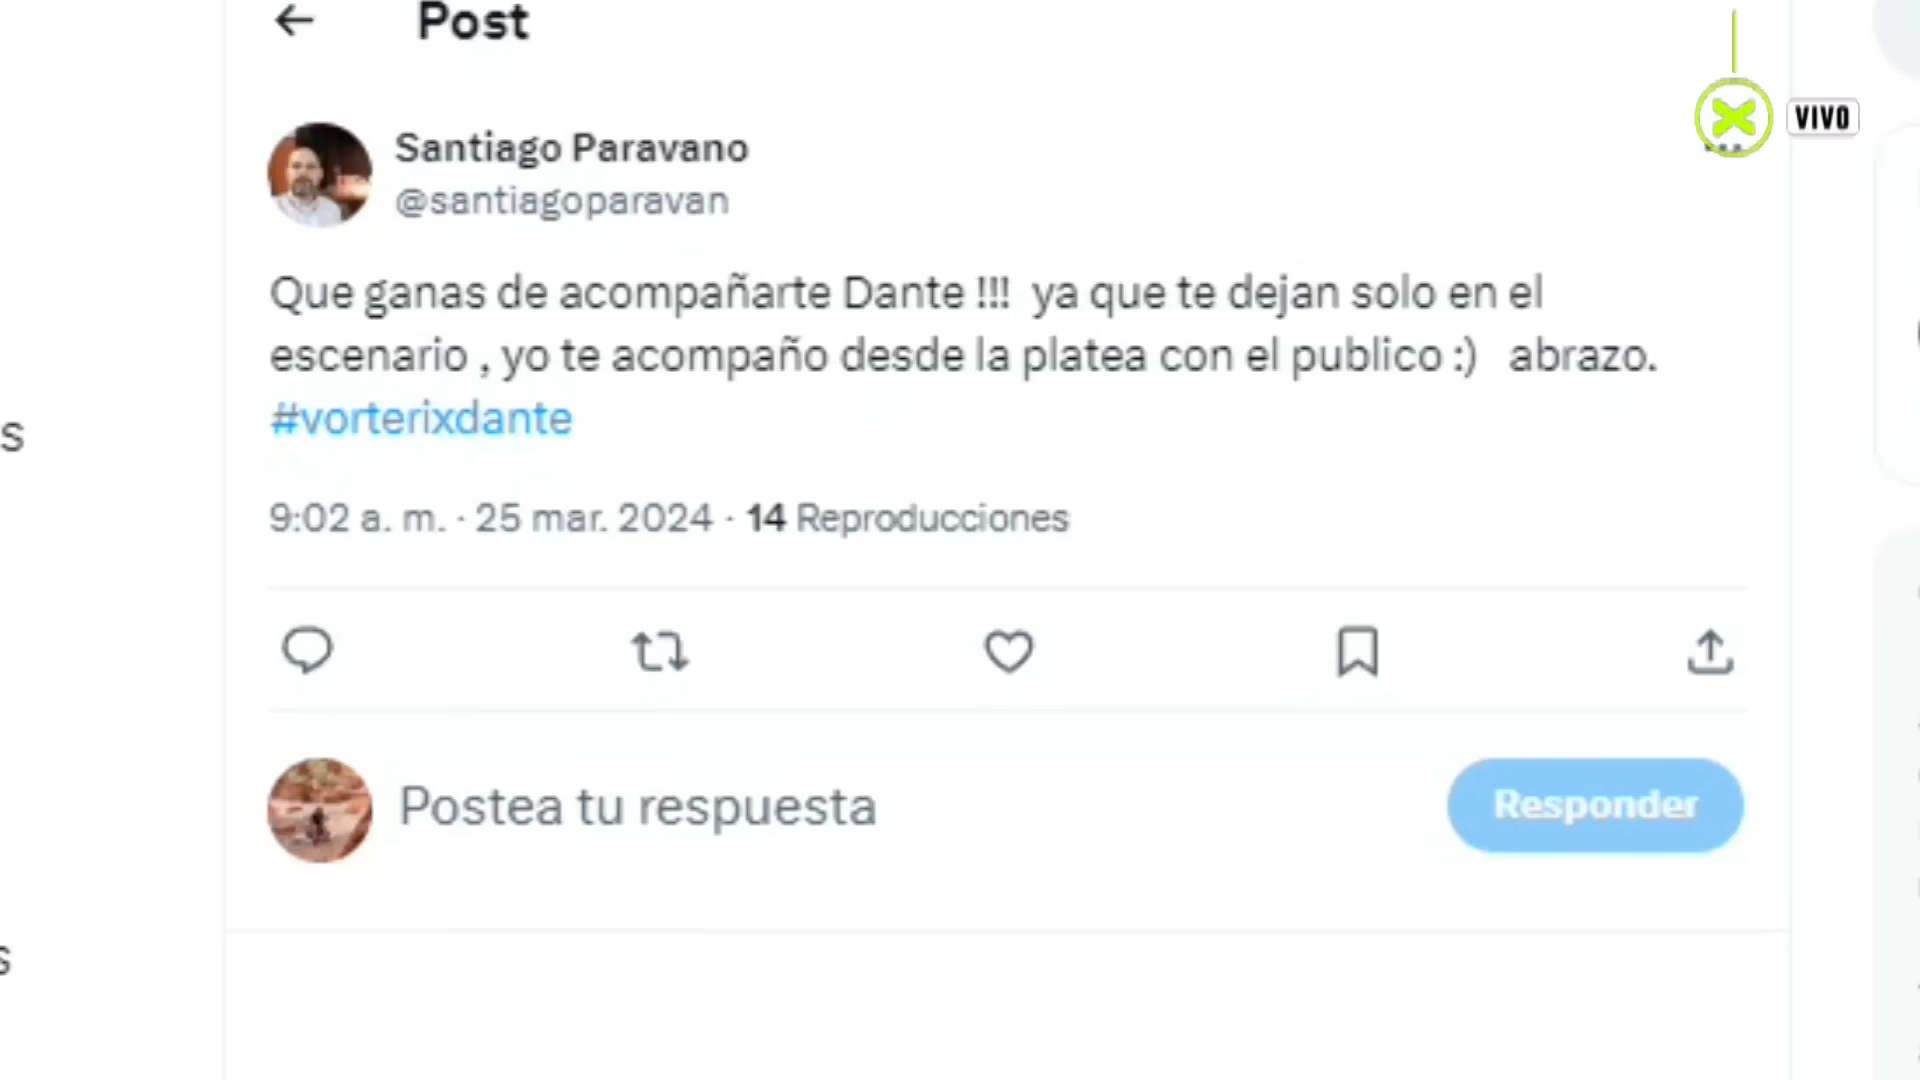 Post
VIVO
Santiago Paravano
@santiagoparavan
Que ganas de acompañarte Dante !!!  ya que te dejan solo en el
escenario , yo te acompaño desde la platea con el publico :)   abrazo.
#vorterixdante
s
9:02 a. m. · 25 mar. 2024 · 14 Reproducciones
Postea tu respuesta
Responder
s